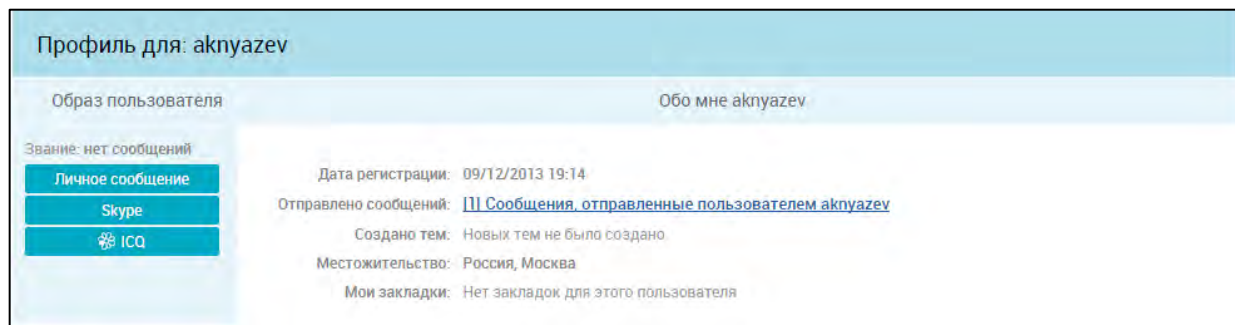 Профиль для: aknyazev
Образ пользователя
Обо мне aknyazev
Звание: нет сообщений
Личное сообщение
Skype
ICQ
Дата регистрации: 09/12/2013 19:14
Отправлено сообщений: [1] Сообщения, отправленные пользователем aknyazev
Создано тем: Новых тем не было создано
Местожительство: Россия, Москва
Мои закладки: Нет закладок для этого пользователя